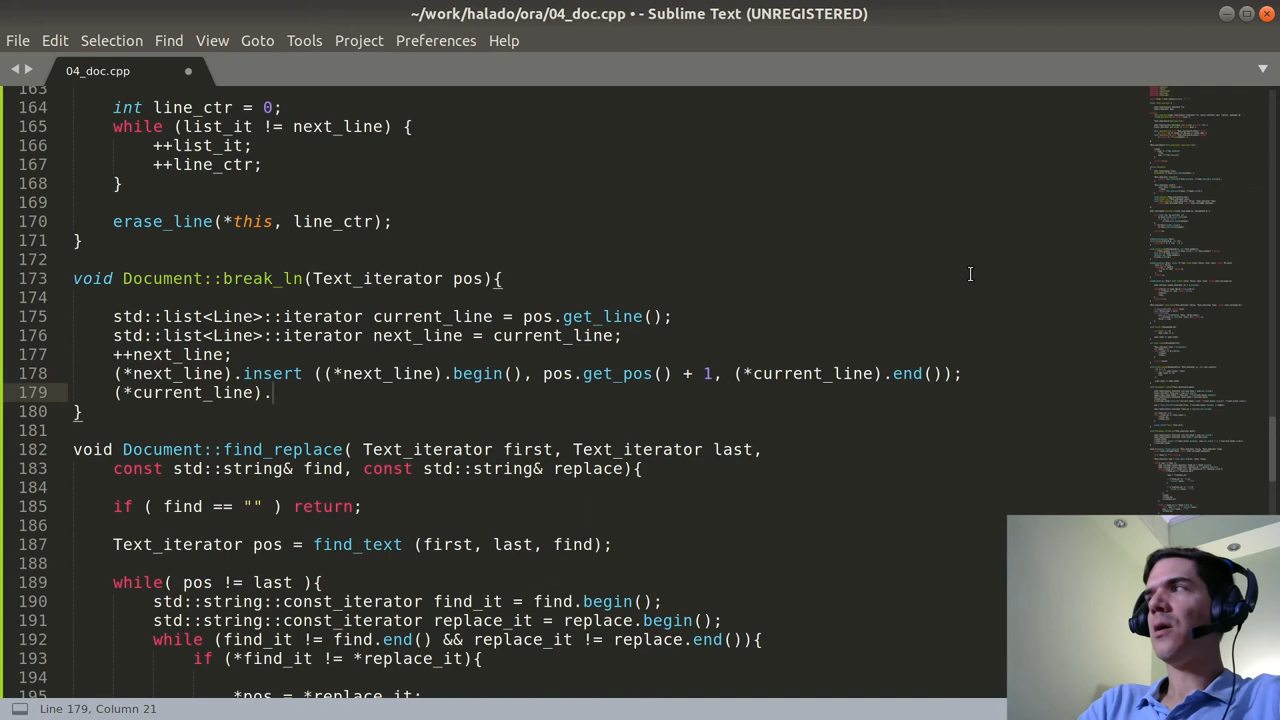 ~/work/halado/ora/04_doc.cpp • - Sublime Text (UNREGISTERED)
File Edit Selection Find View Goto Tools Project Preferences Help
04_doc.cpp
163
164 int line_ctr = 0;
165 while (list_it != next_line) {
166 ++list_it;
167 ++line_ctr;
168 }
169
170 erase_line(*this, line_ctr);
171 }
172
173 void Document::break_ln(Text_iterator pos){
174
175 std::list<Line>::iterator current_line = pos.get_line();
176 std::list<Line>::iterator next_line = current_line;
177 ++next_line;
178 (*next_line).insert ((*next_line).begin(), pos.get_pos() + 1, (*current_line).end());
179 (*current_line).
180 }
181
182 void Document::find_replace( Text_iterator first, Text_iterator last,
183 const std::string& find, const std::string& replace){
184
185 if ( find == "" ) return;
186
187 Text_iterator pos = find_text (first, last, find);
188
189 while( pos != last ){
190 std::string::const_iterator find_it = find.begin();
191 std::string::const_iterator replace_it = replace.begin();
192 while (find_it != find.end() && replace_it != replace.end()){
193 if (*find_it != *replace_it){
194
195 *pos = *replace_it;
Line 179, Column 21